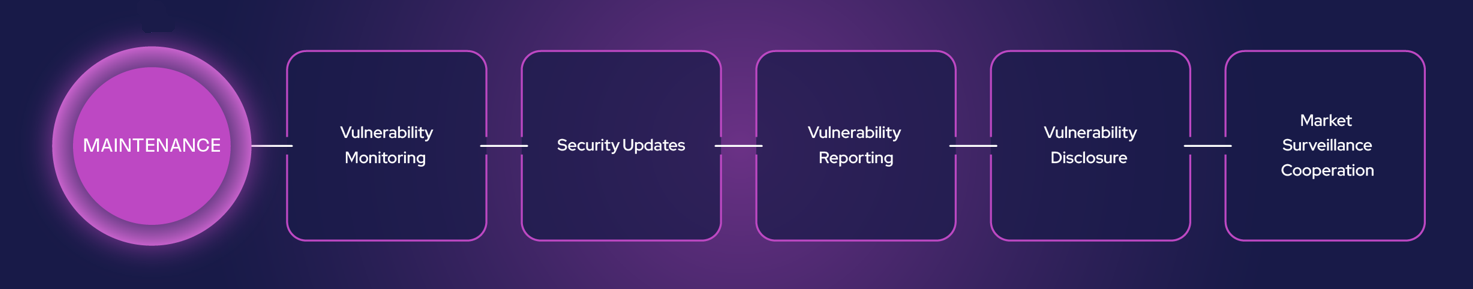 MAINTENANCE
Vulnerability
Monitoring
Security Updates
Vulnerability
Reporting
Vulnerability
Disclosure
Market
Surveillance
Cooperation